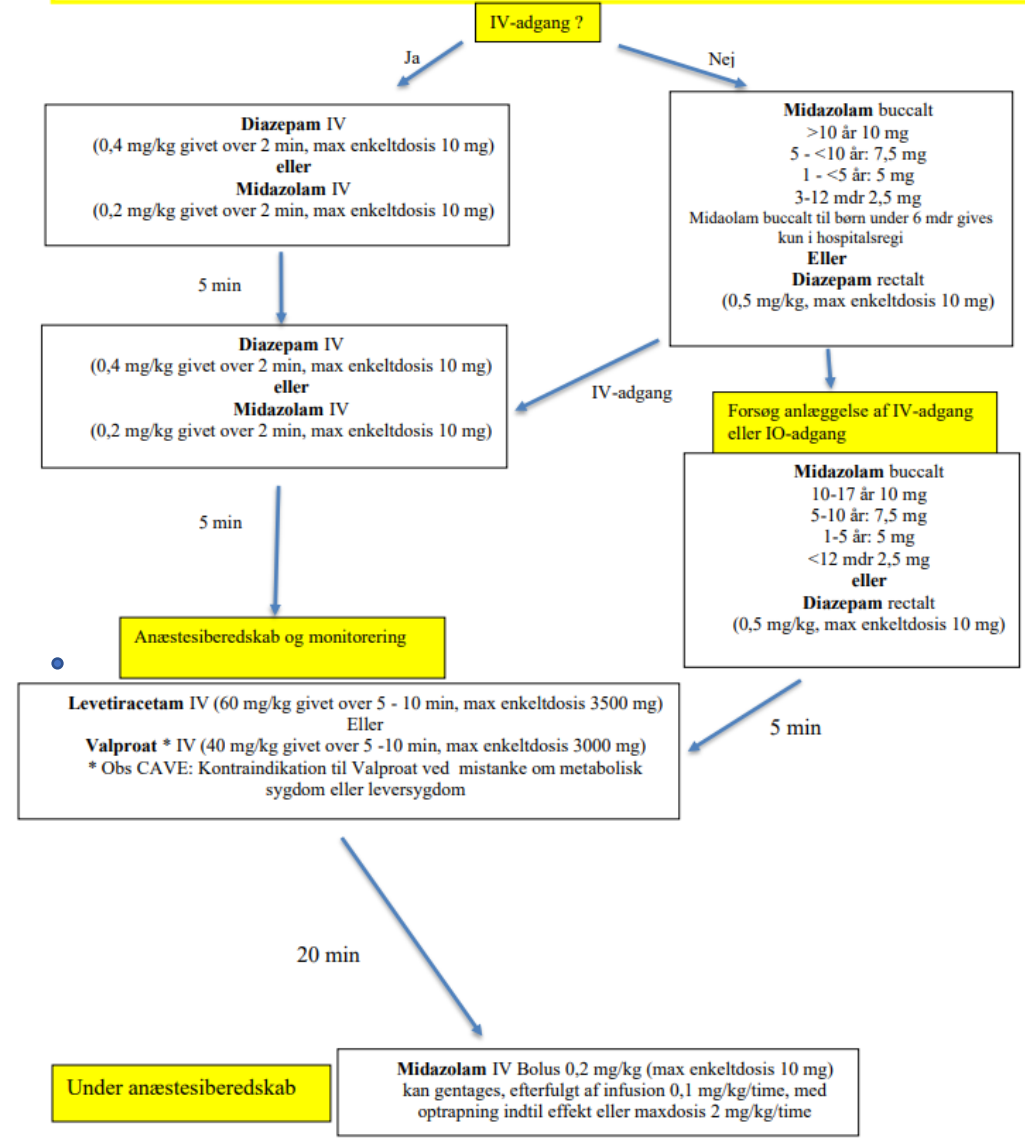 IV-adgang ?
Ja
Nej
Diazepam IV
(0,4 mg/kg givet over 2 min, max enkeltdosis 10 mg)
eller
Midazolam IV
(0,2 mg/kg givet over 2 min, max enkeltdosis 10 mg)
Midazolam buccalt
>10 år 10 mg
5 - <10 år: 7,5 mg
1 - <5 år: 5 mg
3-12 mdr 2,5 mg
Midaolam buccalt til børn under 6 mdr gives
kun i hospitalsregi
Eller
Diazepam rectalt
(0,5 mg/kg, max enkeltdosis 10 mg)
5 min
Diazepam IV
(0,4 mg/kg givet over 2 min, max enkeltdosis 10 mg)
eller
Midazolam IV
(0,2 mg/kg givet over 2 min, max enkeltdosis 10 mg)
IV-adgang
Forsøg anlæggelse af IV-adgang
eller IO-adgang
Midazolam buccalt
10-17 år 10 mg
5-10 år: 7,5 mg
1-5 år: 5 mg
<12 mdr 2,5 mg
eller
Diazepam rectalt
(0,5 mg/kg, max enkeltdosis 10 mg)
5 min
Anæstesiberedskab og monitorering
5 min
Levetiracetam IV (60 mg/kg givet over 5 - 10 min, max enkeltdosis 3500 mg)
Eller
Valproat * IV (40 mg/kg givet over 5 -10 min, max enkeltdosis 3000 mg)
* Obs CAVE: Kontraindikation til Valproat ved mistanke om metabolisk
sygdom eller leversygdom
20 min
Under anæstesiberedskab
Midazolam IV Bolus 0,2 mg/kg (max enkeltdosis 10 mg)
kan gentages, efterfulgt af infusion 0,1 mg/kg/time, med
optrapning indtil effekt eller maxdosis 2 mg/kg/time